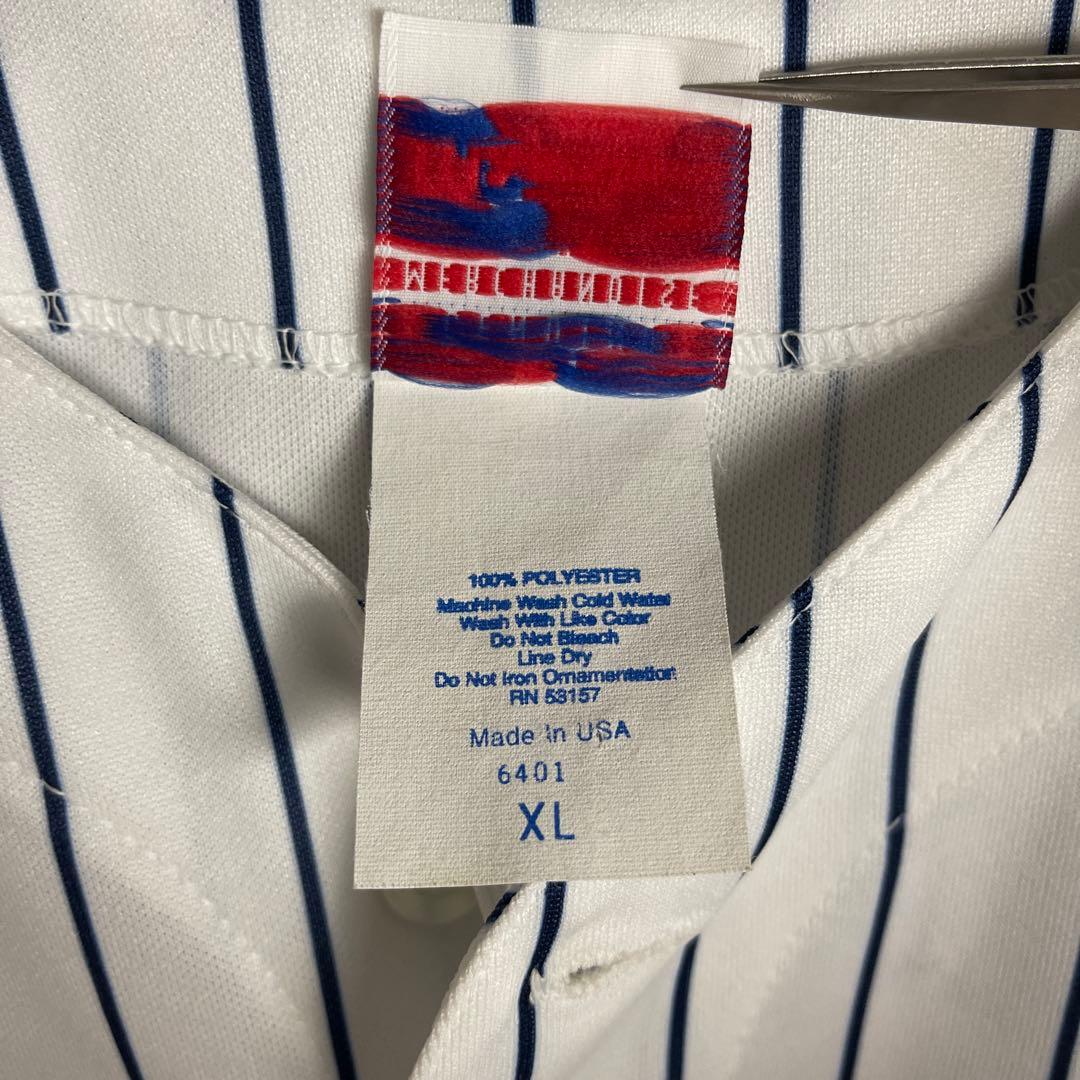 100% POLYESTER
Machine Wash Cold Water
Wash With Like Color
Do Not Bleach
Line Dry
Do Not Iron Ornamentation
RN 53157
Made In USA
6401
XL